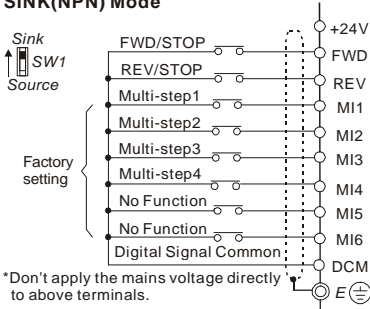 SINK(NPN) Mode
Sink
SW1
Source
FWD/STOP
REV/STOP
Multi-step1
Multi-step2
Multi-step3
Multi-step4
No Function
No Function
Digital Signal Common
Factory
setting
+24V
FWD
REV
MI1
MI2
MI3
MI4
MI5
MI6
DCM
E
*Don't apply the mains voltage directly
to above terminals.